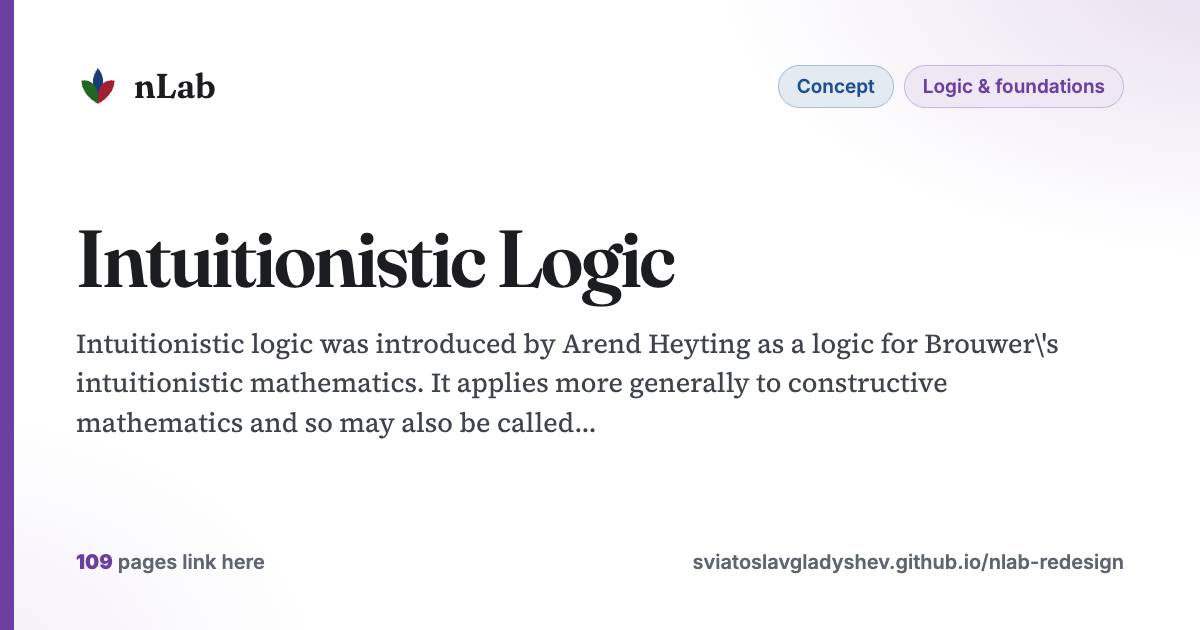 nLab
Concept
Logic & foundations
Intuitionistic Logic
Intuitionistic logic was introduced by Arend Heyting as a logic for Brouwer\'s
intuitionistic mathematics. It applies more generally to constructive
mathematics and so may also be called...
109 pages link here
sviatoslavgladyshev.github.io/nlab-redesign